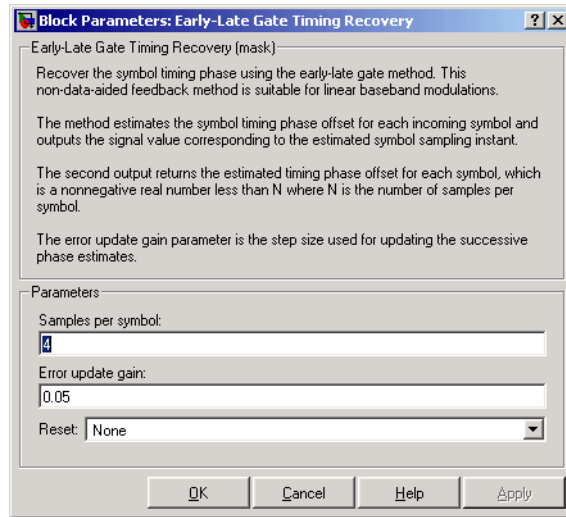 Block Parameters: Early-Late Gate Timing Recovery
Early-Late Gate Timing Recovery (mask)
Recover the symbol timing phase using the early-late gate method. This
non-data-aided feedback method is suitable for linear baseband modulations.
The method estimates the symbol timing phase offset for each incoming symbol and
outputs the signal value corresponding to the estimated symbol sampling instant.
The second output returns the estimated timing phase offset for each symbol, which
is a nonnegative real number less than N where N is the number of samples per
symbol.
The error update gain parameter is the step size used for updating the successive
phase estimates.
Parameters
Samples per symbol:
4
Error update gain:
0.05
Reset: None
OK Cancel Help Apply